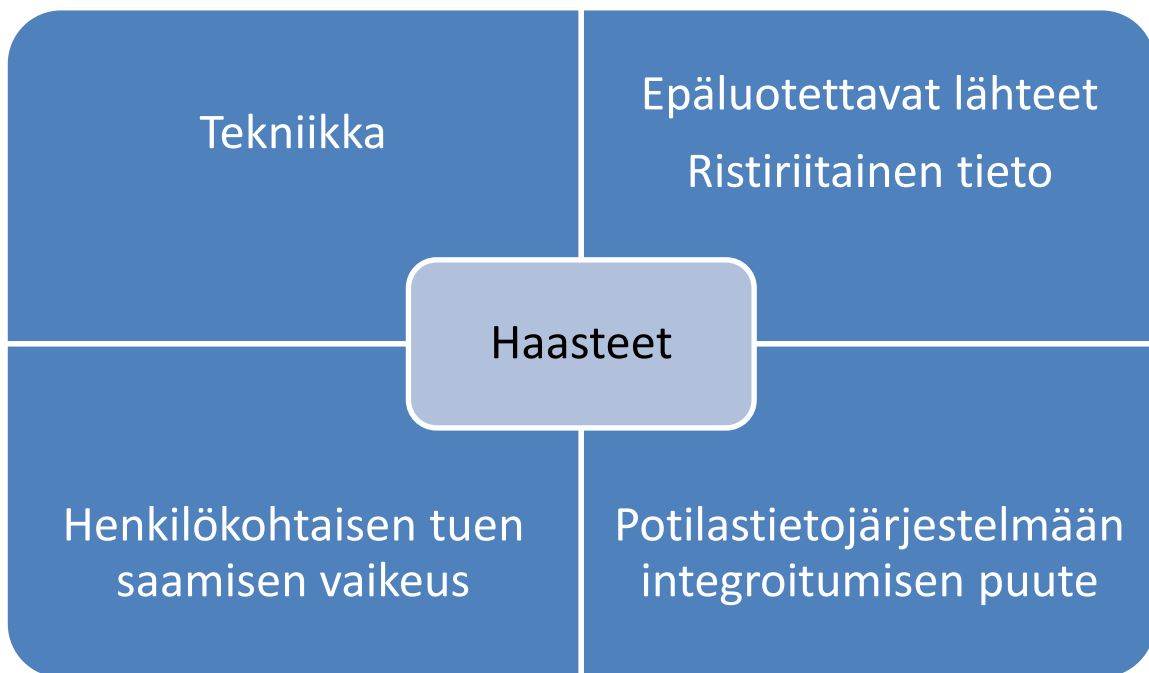 Tekniikka
Epäluotettavat lähteet
Ristiriitainen tieto
Haasteet
Henkilökohtaisen tuen
saamisen vaikeus
Potilastietojärjestelmään
integroitumisen puute